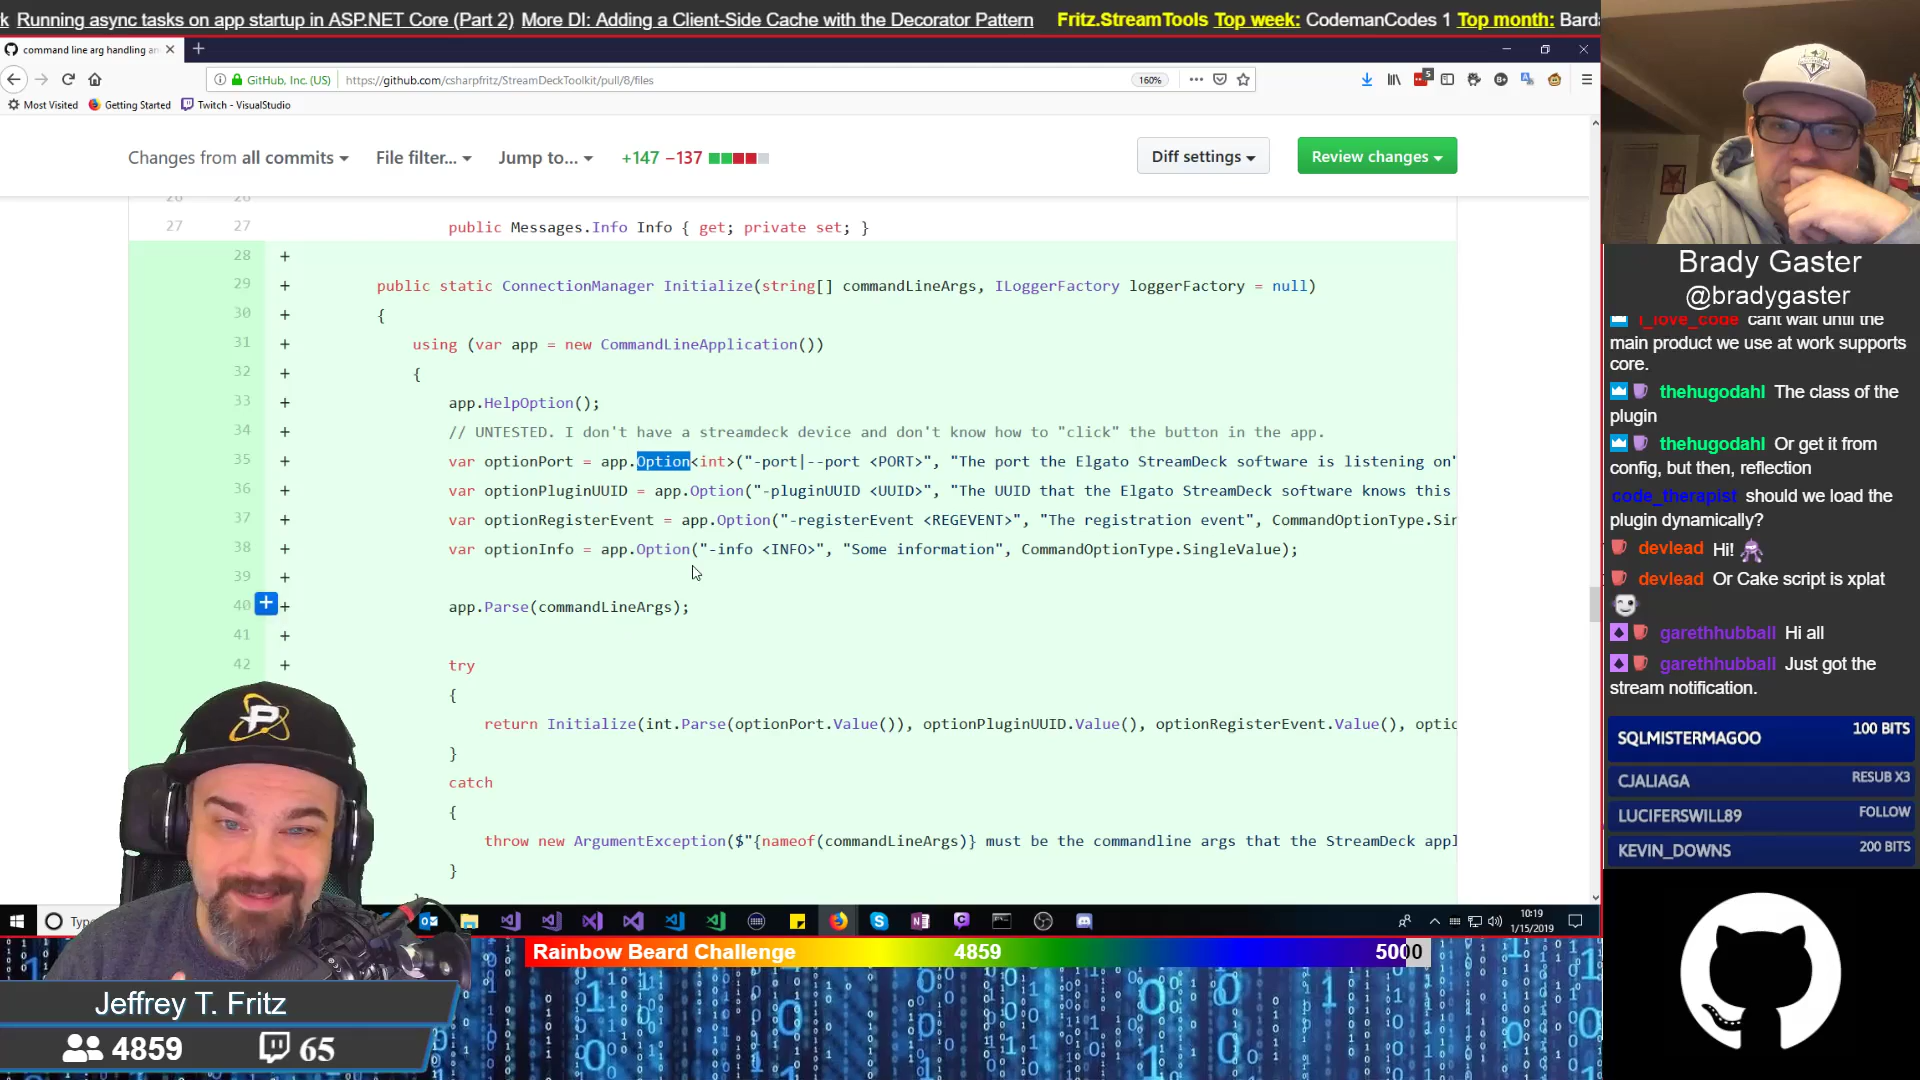 k Running async tasks on app startup in ASP.NET Core (Part 2) More DI: Adding a Client-Side Cache with the Decorator Pattern Fritz.StreamTools Top week: CodemanCodes 1 Top month: Bard
command line arg handling an
GitHub, Inc. (US) https://github.com/csharpfritz/StreamDeckToolkit/pull/8/files 160%
5
Most Visited Getting Started Twitch - VisualStudio
Changes from all commits File filter... Jump to... +147 −137 Diff settings Review changes
26 26
27 27 public Messages.Info Info { get; private set; }
28 +
29 + public static ConnectionManager Initialize(string[] commandLineArgs, ILoggerFactory loggerFactory = null)
30 + {
31 + using (var app = new CommandLineApplication())
32 + {
33 + app.HelpOption();
34 + // UNTESTED. I don't have a streamdeck device and don't know how to "click" the button in the app.
35 + var optionPort = app.Option<int>("-port|--port <PORT>", "The port the Elgato StreamDeck software is listening on"
36 + var optionPluginUUID = app.Option("-pluginUUID <UUID>", "The UUID that the Elgato StreamDeck software knows this
37 + var optionRegisterEvent = app.Option("-registerEvent <REGEVENT>", "The registration event", CommandOptionType.Sin
38 + var optionInfo = app.Option("-info <INFO>", "Some information", CommandOptionType.SingleValue);
39 +
40 + app.Parse(commandLineArgs);
41 +
42 + try
{
return Initialize(int.Parse(optionPort.Value()), optionPluginUUID.Value(), optionRegisterEvent.Value(), optio
}
catch
{
throw new ArgumentException($"{nameof(commandLineArgs)} must be the commandline args that the StreamDeck appl
}
}
Type
10:19
1/15/2019
Brady Gaster
@bradygaster
i_love_code cant wait until the
main product we use at work supports
core.
thehugodahl The class of the
plugin
thehugodahl Or get it from
config, but then, reflection
code_therapist should we load the
plugin dynamically?
devlead Hi!
devlead Or Cake script is xplat
garethhubball Hi all
garethhubball Just got the
stream notification.
SQLMISTERMAGOO 100 BITS
CJALIAGA RESUB X3
LUCIFERSWILL89 FOLLOW
KEVIN_DOWNS 200 BITS
Rainbow Beard Challenge 4859 5000
Jeffrey T. Fritz
4859 65